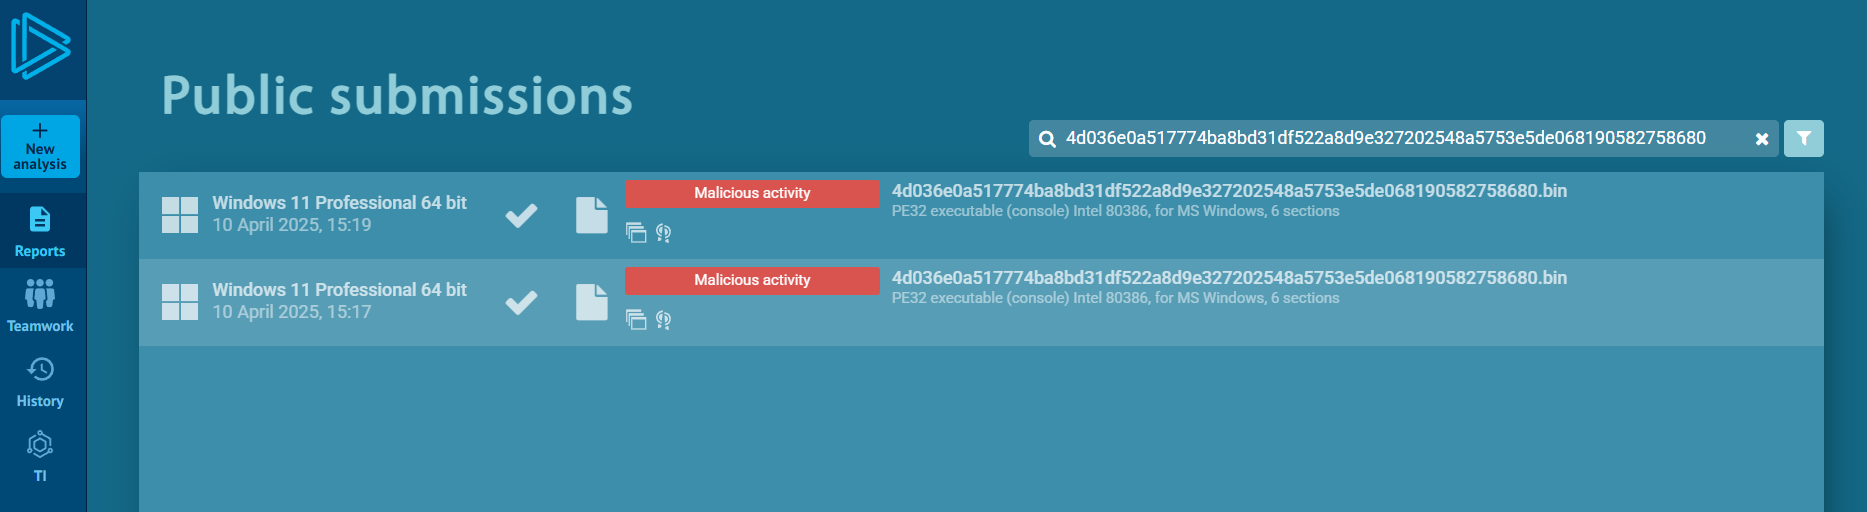 Public submissions
4d036e0a517774ba8bd31df522a8d9e327202548a5753e5de068190582758680
+
New
analysis
Reports
Teamwork
History
TI
Windows 11 Professional 64 bit
10 April 2025, 15:19
Malicious activity
4d036e0a517774ba8bd31df522a8d9e327202548a5753e5de068190582758680.bin
PE32 executable (console) Intel 80386, for MS Windows, 6 sections
Windows 11 Professional 64 bit
10 April 2025, 15:17
Malicious activity
4d036e0a517774ba8bd31df522a8d9e327202548a5753e5de068190582758680.bin
PE32 executable (console) Intel 80386, for MS Windows, 6 sections